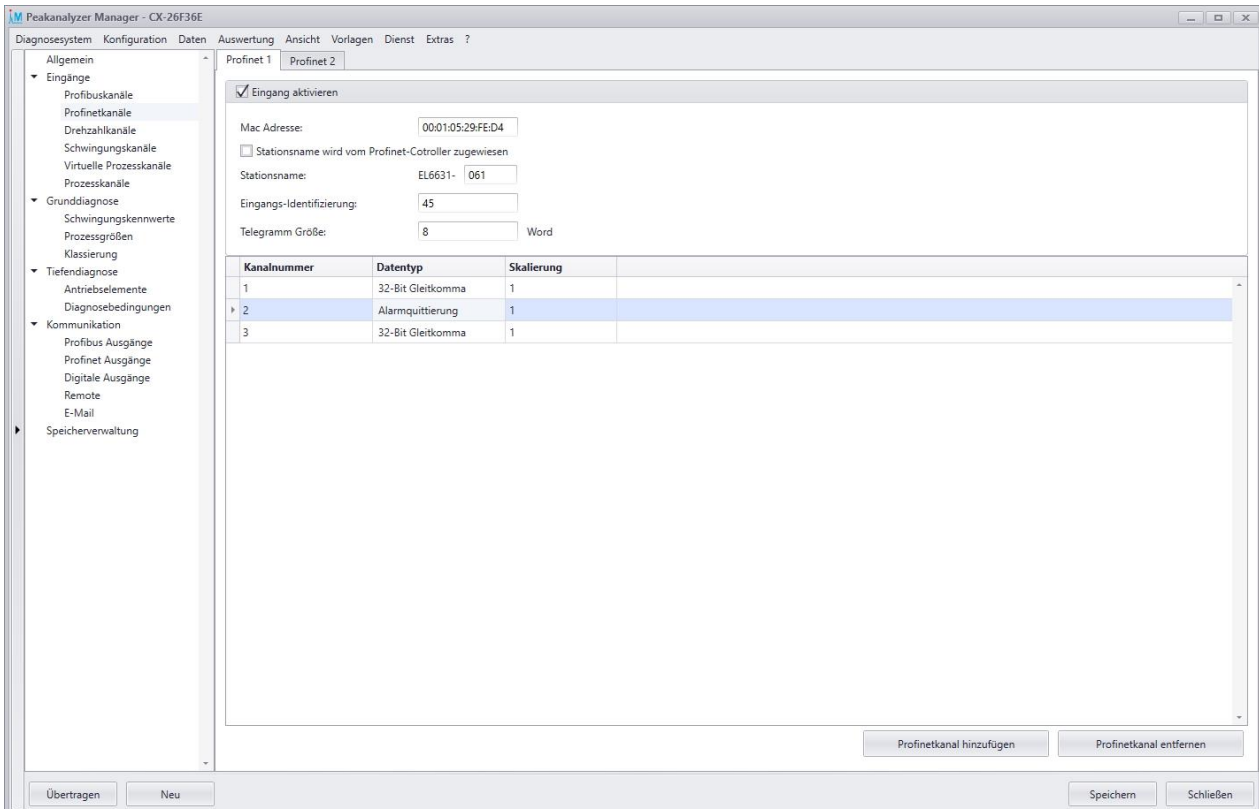 Peakanalyzer Manager - CX-26F36E
Diagnosesystem Konfiguration Daten Auswertung Ansicht Vorlagen Dienst Extras ?
Allgemein
Eingänge
Profibuskanäle
Profinetkanäle
Drehzahlkanäle
Schwingungskanäle
Virtuelle Prozesskanäle
Prozesskanäle
Grunddiagnose
Schwingungskennwerte
Prozessgrößen
Klassierung
Tiefendiagnose
Antriebselemente
Diagnosebedingungen
Kommunikation
Profibus Ausgänge
Profinet Ausgänge
Digitale Ausgänge
Remote
E-Mail
Speicherverwaltung
Profinet 1 Profinet 2
Eingang aktivieren
Mac Adresse: 00:01:05:29:FE:D4
Stationsname wird vom Profinet-Cotroller zugewiesen
Stationsname: EL6631- 061
Eingangs-Identifizierung: 45
Telegramm Größe: 8 Word
Kanalnummer Datentyp Skalierung
1 32-Bit Gleitkomma 1
2 Alarmquittierung 1
3 32-Bit Gleitkomma 1
Profinetkanal hinzufügen Profinetkanal entfernen
Übertragen Neu Speichern Schließen